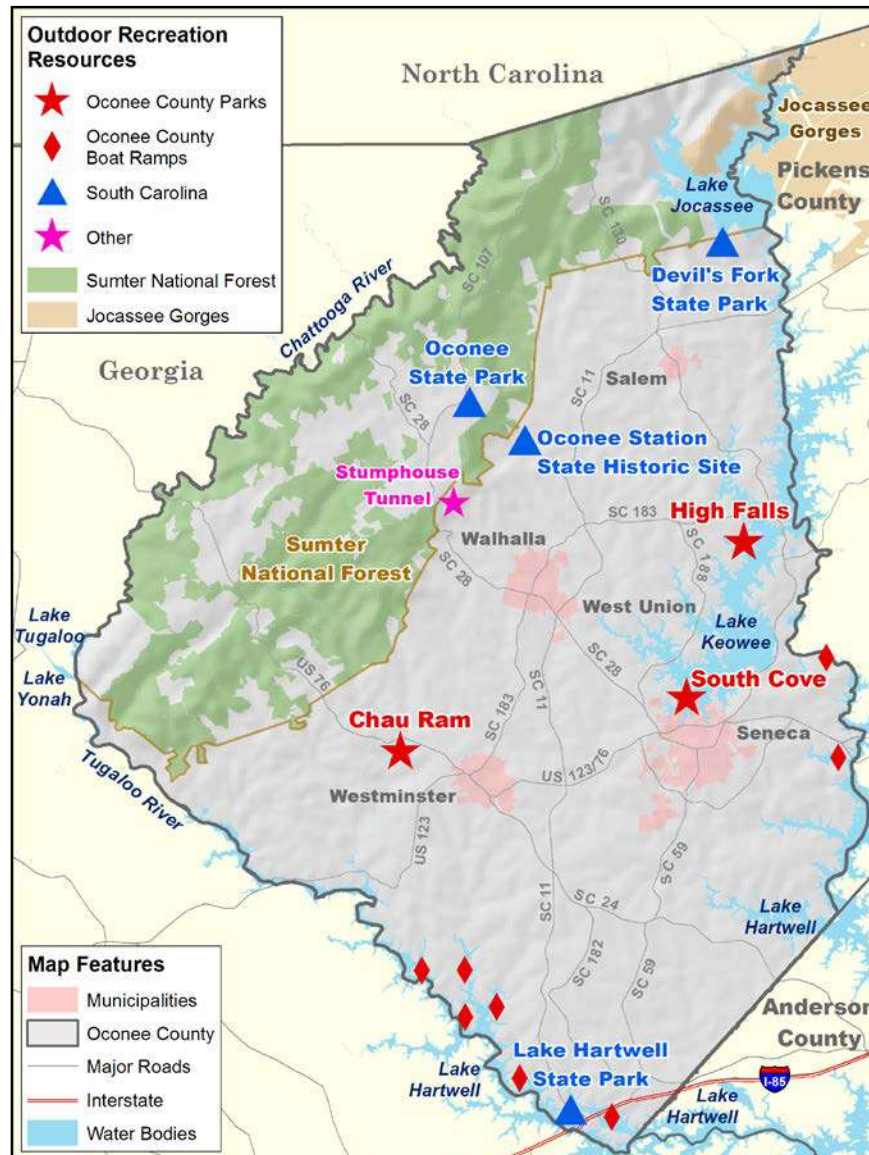 Outdoor Recreation
Resources
Oconee County Parks
Oconee County
Boat Ramps
South Carolina
Other
Sumter National Forest
Jocassee Gorges
North Carolina
Jocassee
Gorges
Pickens
County
Lake
Jocassee
SC 130
SC 107
Devil's Fork
State Park
Chattooga River
Georgia
Oconee
State Park
SC 11
Salem
SC 28
Oconee Station
State Historic Site
Stumphouse
Tunnel
High Falls
SC 183
Walhalla
SC 188
Sumter
National Forest
SC 28
West Union
Lake
Keowee
Lake
Tugaloo
Lake
Yonah
SC 28
US 76
SC 183
SC 11
South Cove
Chau Ram
Seneca
US 123/76
Tugaloo River
Westminster
US 123
SC 59
SC 11
SC 24
Lake
Hartwell
SC 182
SC 59
Map Features
Municipalities
Oconee County
Major Roads
Interstate
Water Bodies
Anderson
County
Lake Hartwell
State Park
Lake
Hartwell
I-85
Lake
Hartwell